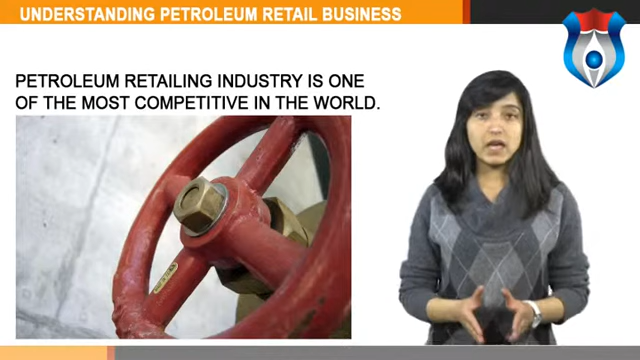 UNDERSTANDING PETROLEUM RETAIL BUSINESS
PETROLEUM RETAILING INDUSTRY IS ONE
OF THE MOST COMPETITIVE IN THE WORLD.